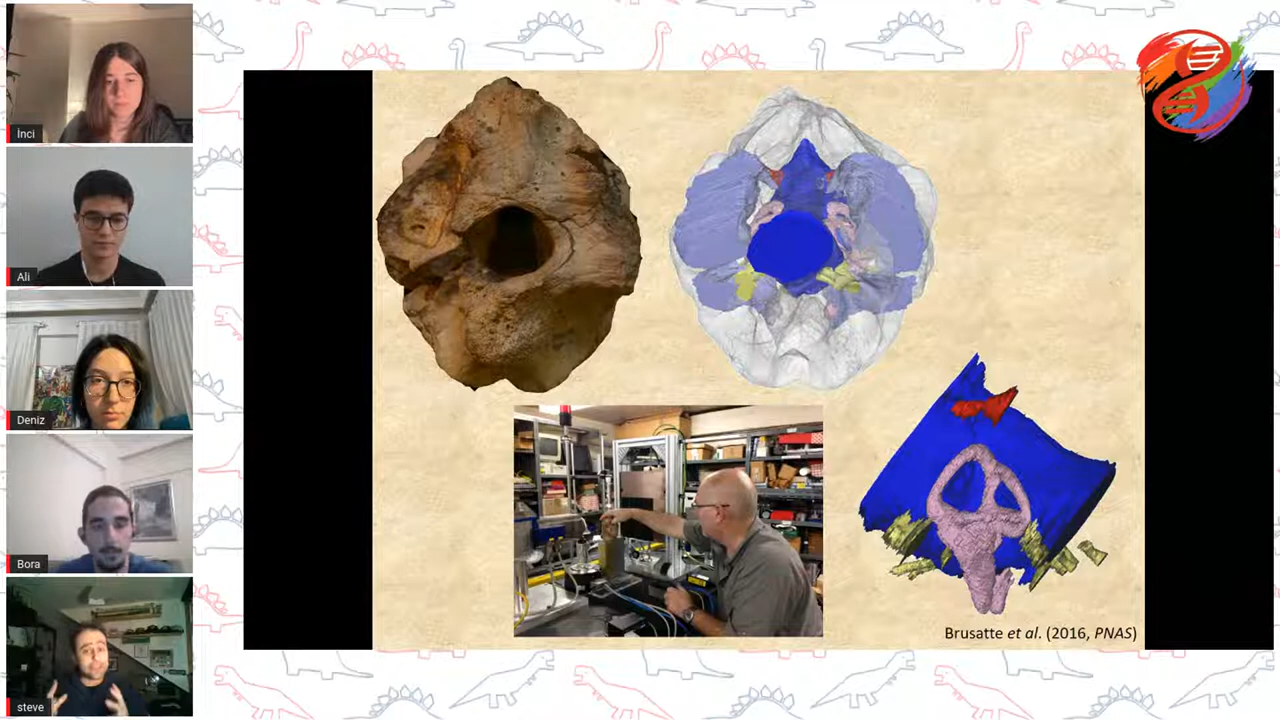 İnci
Ali
Deniz
Bora
steve
Brusatte et al. (2016, PNAS)